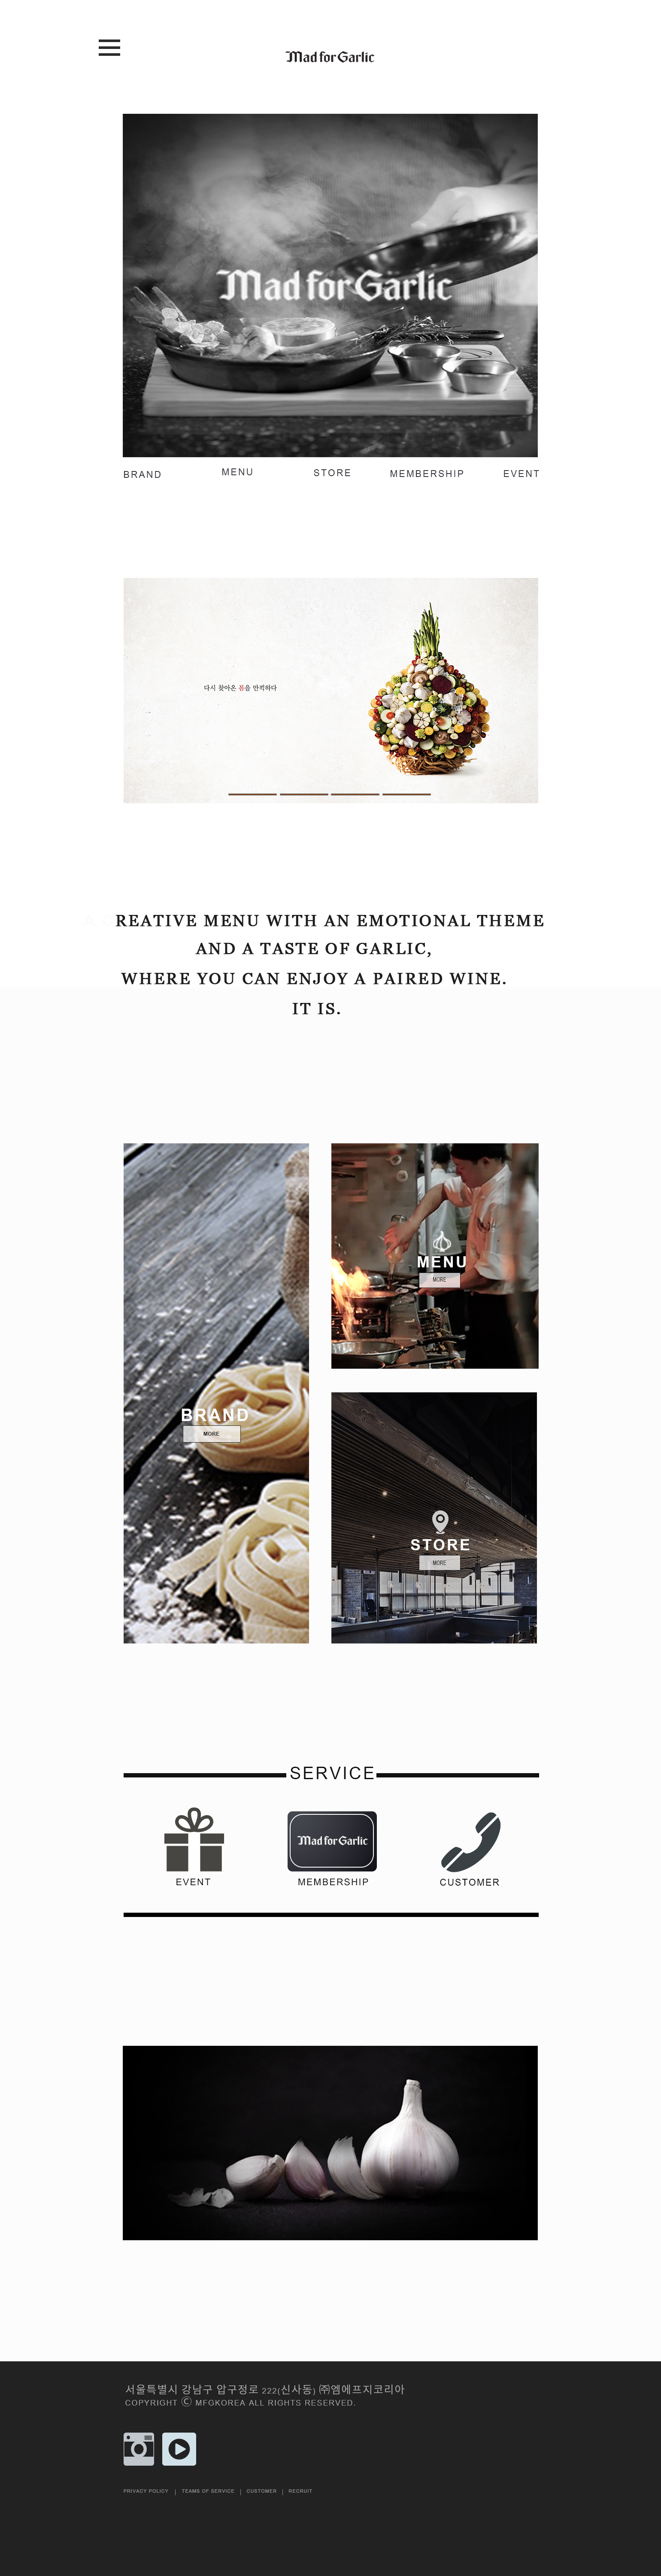 Mad for Garlic
Mad for Garlic
BRAND MENU STORE MEMBERSHIP EVENT
다시 찾아온 봄을 만끽하다
REATIVE MENU WITH AN EMOTIONAL THEME
AND A TASTE OF GARLIC,
WHERE YOU CAN ENJOY A PAIRED WINE.
IT IS.
MENU
MORE
BRAND
MORE
STORE
MORE
SERVICE
Mad for Garlic
EVENT MEMBERSHIP CUSTOMER
서울특별시 강남구 압구정로 222(신사동) ㈜엠에프지코리아
COPYRIGHT Ⓒ MFGKOREA ALL RIGHTS RESERVED.
PRIVACY POLICY | TEAMS OF SERVICE | CUSTOMER | RECRUIT